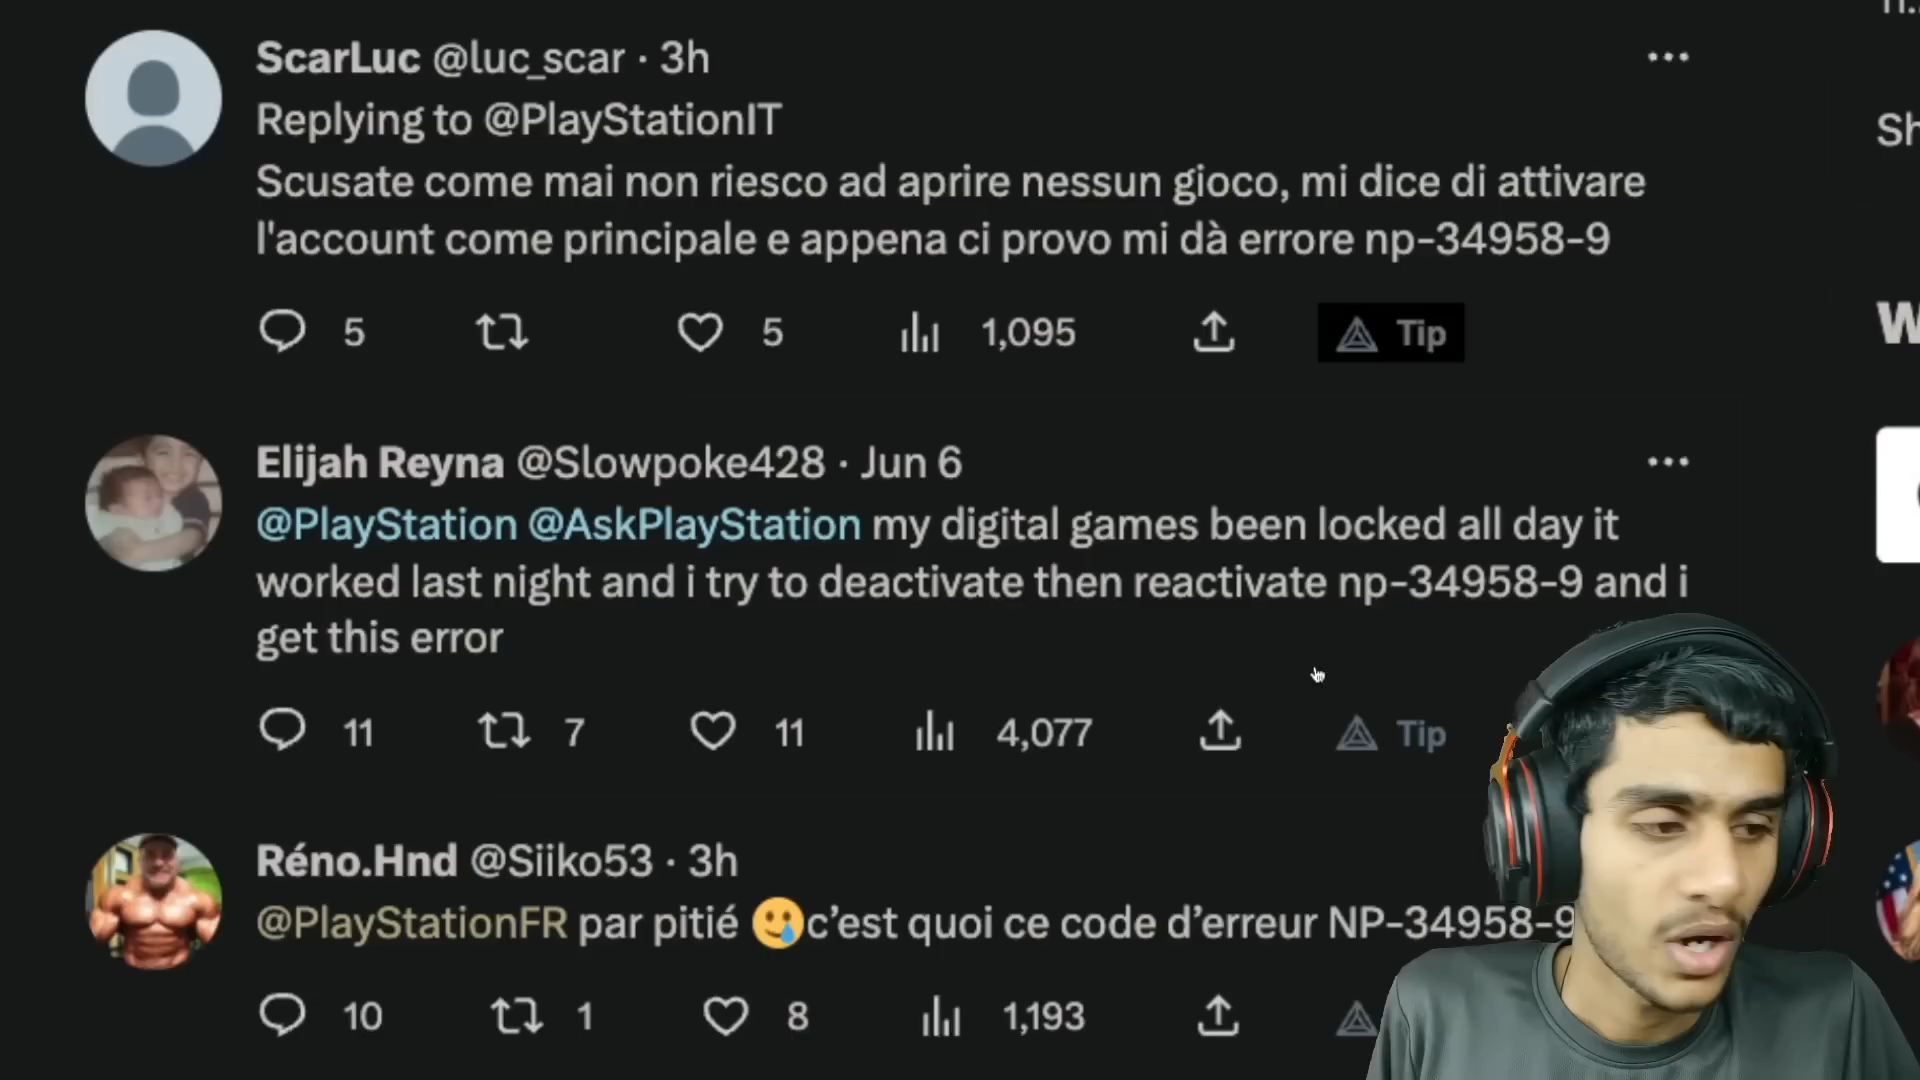 ScarLuc @luc_scar · 3h
Replying to @PlayStationIT
Scusate come mai non riesco ad aprire nessun gioco, mi dice di attivare
l'account come principale e appena ci provo mi dà errore np-34958-9
5 5 1,095 Tip
Elijah Reyna @Slowpoke428 · Jun 6
@PlayStation @AskPlayStation my digital games been locked all day it
worked last night and i try to deactivate then reactivate np-34958-9 and i
get this error
11 7 11 4,077 Tip
Réno.Hnd @Siiko53 · 3h
@PlayStationFR par pitié 🥲c’est quoi ce code d’erreur NP-34958-9
10 1 8 1,193